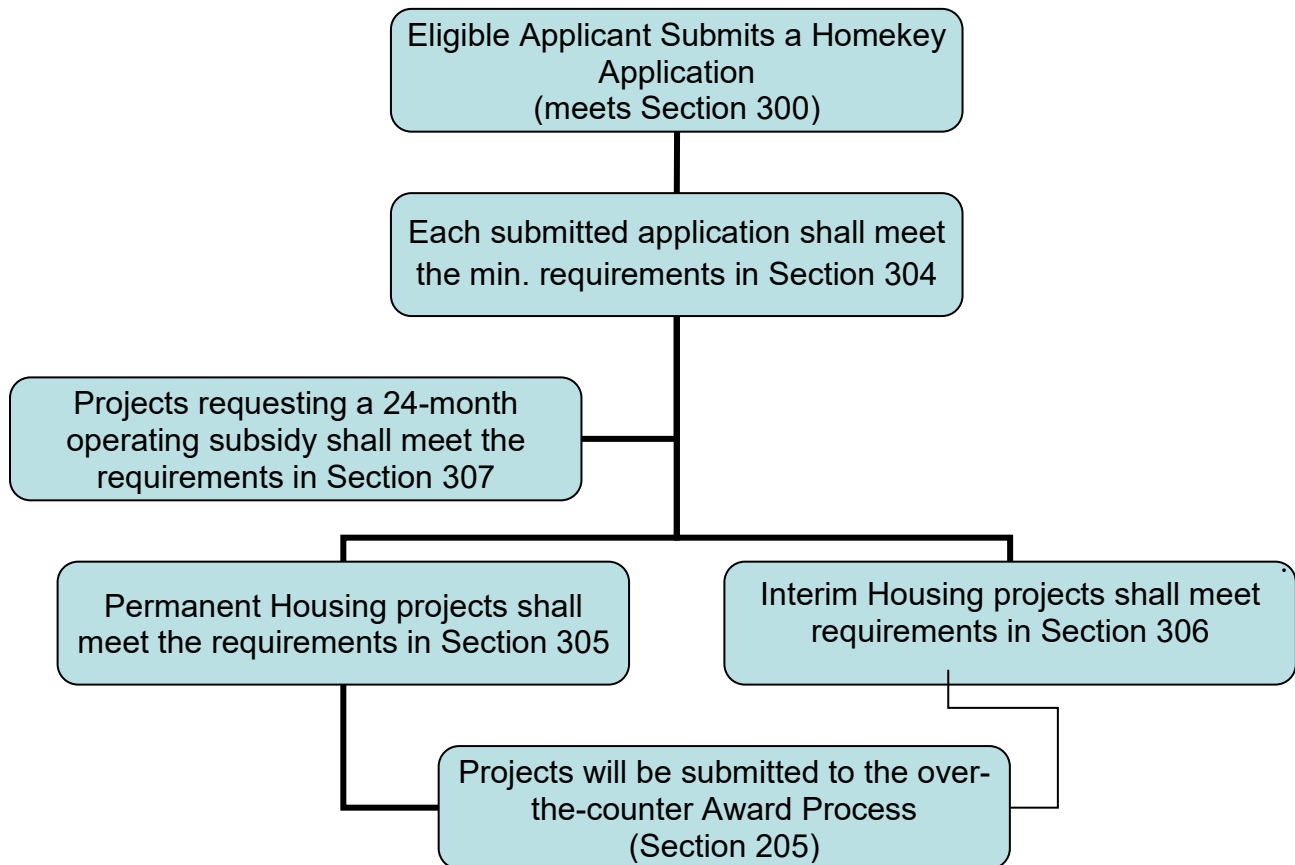 Eligible Applicant Submits a Homekey
Application
(meets Section 300)
Each submitted application shall meet
the min. requirements in Section 304
Projects requesting a 24-month
operating subsidy shall meet the
requirements in Section 307
Permanent Housing projects shall
meet the requirements in Section 305
Interim Housing projects shall meet
requirements in Section 306
.
Projects will be submitted to the over-
the-counter Award Process
(Section 205)